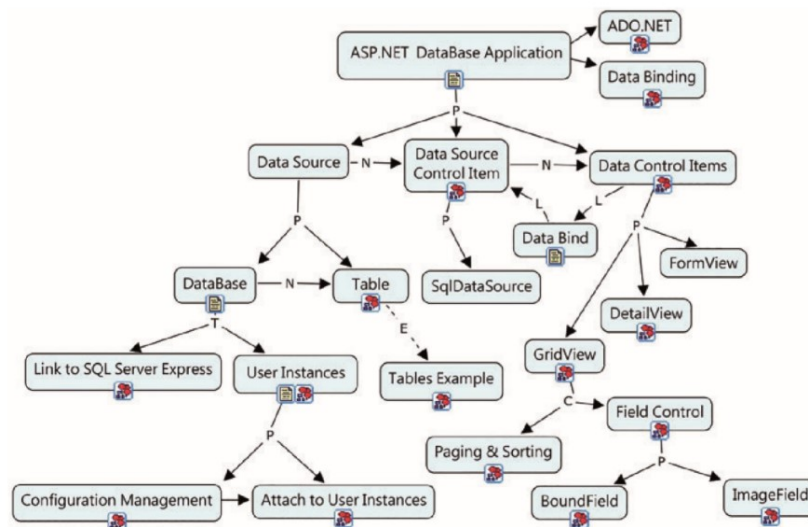 ADO.NET
ASP.NET DataBase Application
Data Binding
P
Data Source
N
Data Source
Control Item
N
Data Control Items
L
L
P
P
P
Data Bind
FormView
DataBase
N
Table
SqlDataSource
DetailView
T
E
GridView
Link to SQL Server Express
User Instances
Tables Example
C
Field Control
P
Paging & Sorting
P
Configuration Management
Attach to User Instances
BoundField
ImageField